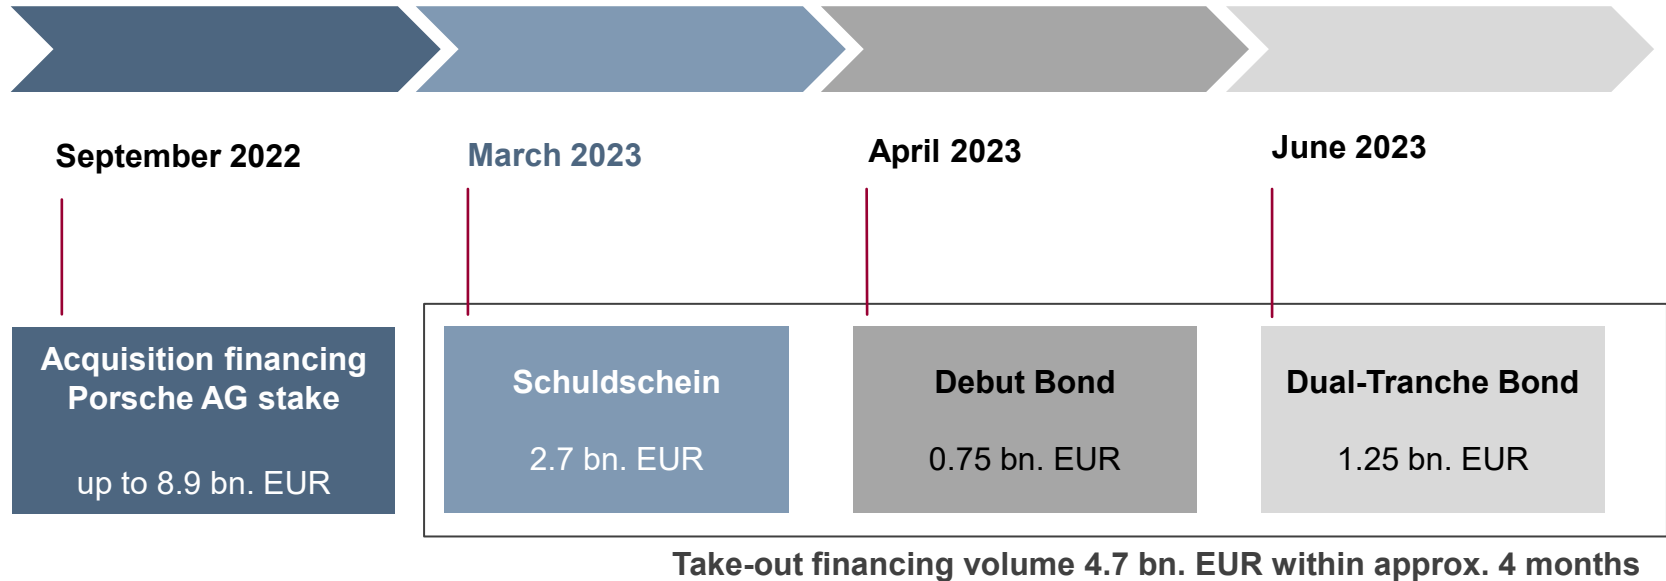 September 2022
March 2023
April 2023
June 2023
Acquisition financing
Porsche AG stake
up to 8.9 bn. EUR
Schuldschein
2.7 bn. EUR
Debut Bond
0.75 bn. EUR
Dual-Tranche Bond
1.25 bn. EUR
Take-out financing volume 4.7 bn. EUR within approx. 4 months